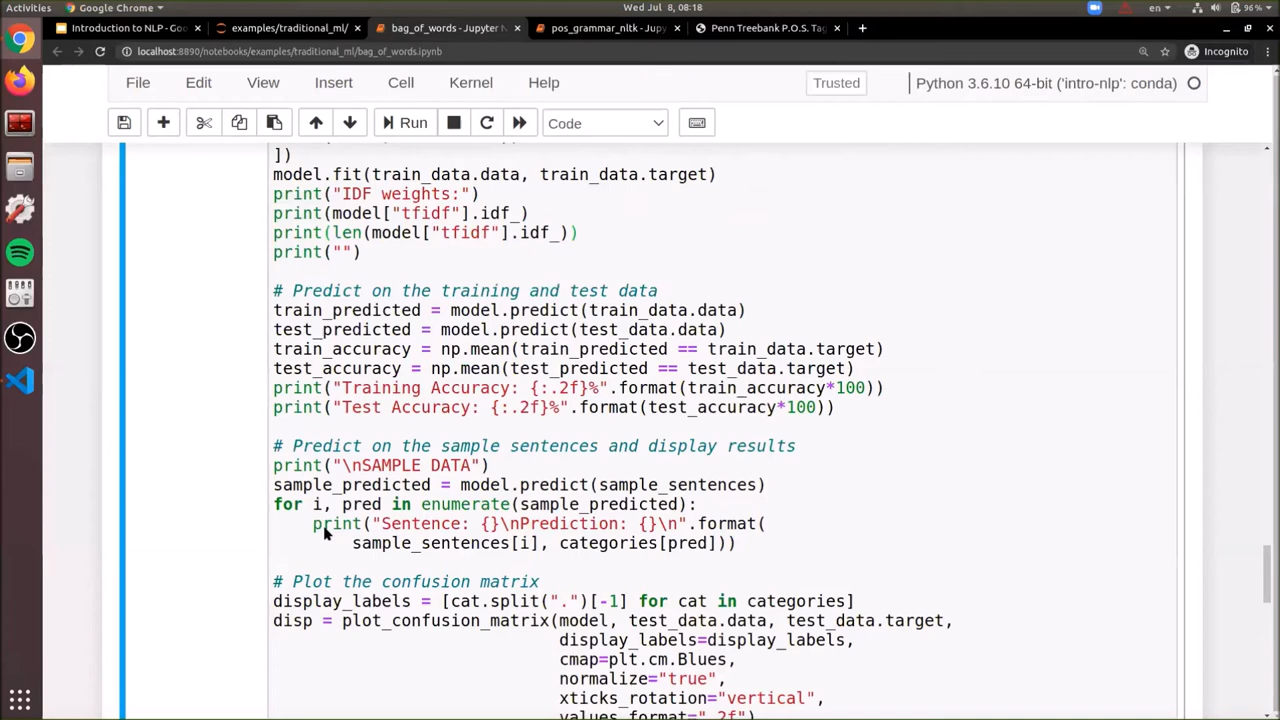 Activities
Google Chrome
Wed Jul 8, 08:18
en
96 %
Introduction to NLP - Goo
examples/traditional_ml/
bag_of_words - Jupyter N
pos_grammar_nltk - Jupy
Penn Treebank P.O.S. Tag
localhost:8890/notebooks/examples/traditional_ml/bag_of_words.ipynb
Incognito
File Edit View Insert Cell Kernel Help
Trusted
Python 3.6.10 64-bit ('intro-nlp': conda)
Run
Code
])
model.fit(train_data.data, train_data.target)
print("IDF weights:")
print(model["tfidf"].idf_)
print(len(model["tfidf"].idf_))
print("")
# Predict on the training and test data
train_predicted = model.predict(train_data.data)
test_predicted = model.predict(test_data.data)
train_accuracy = np.mean(train_predicted == train_data.target)
test_accuracy = np.mean(test_predicted == test_data.target)
print("Training Accuracy: {:.2f}%".format(train_accuracy*100))
print("Test Accuracy: {:.2f}%".format(test_accuracy*100))
# Predict on the sample sentences and display results
print("\nSAMPLE DATA")
sample_predicted = model.predict(sample_sentences)
for i, pred in enumerate(sample_predicted):
print("Sentence: {}\nPrediction: {}\n".format(
sample_sentences[i], categories[pred]))
# Plot the confusion matrix
display_labels = [cat.split(".")[-1] for cat in categories]
disp = plot_confusion_matrix(model, test_data.data, test_data.target,
display_labels=display_labels,
cmap=plt.cm.Blues,
normalize="true",
xticks_rotation="vertical",
values_format=".2f")